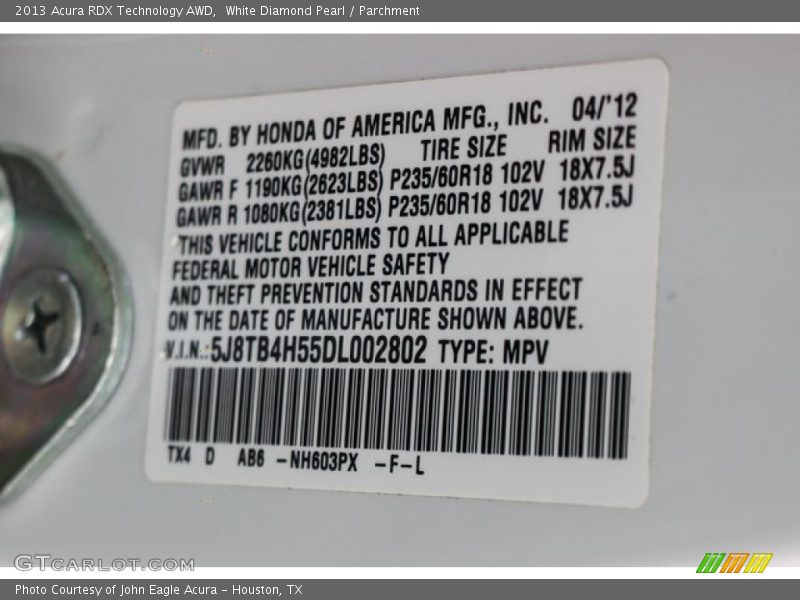 2013 Acura RDX Technology AWD, White Diamond Pearl / Parchment
MFD. BY HONDA OF AMERICA MFG., INC. 04/'12
GVWR 2260KG(4982LBS) TIRE SIZE RIM SIZE
GAWR F 1190KG(2623LBS) P235/60R18 102V 18X7.5J
GAWR R 1080KG(2381LBS) P235/60R18 102V 18X7.5J
THIS VEHICLE CONFORMS TO ALL APPLICABLE
FEDERAL MOTOR VEHICLE SAFETY
AND THEFT PREVENTION STANDARDS IN EFFECT
ON THE DATE OF MANUFACTURE SHOWN ABOVE.
V.I.N.:5J8TB4H55DL002802 TYPE: MPV
TX4 D AB6 -NH603PX -F-L
GTCARLOT.COM
Photo Courtesy of John Eagle Acura - Houston, TX